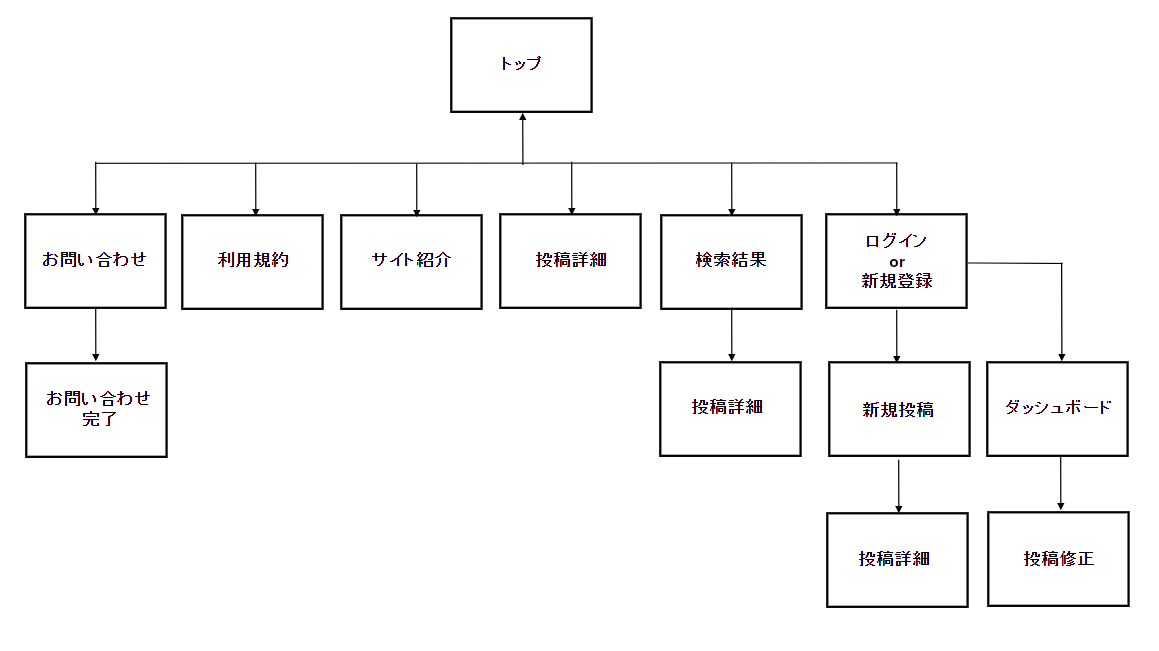 トップ
お問い合わせ
利用規約
サイト紹介
投稿詳細
検索結果
ログイン
or
新規登録
お問い合わせ
完了
投稿詳細
新規投稿
ダッシュボード
投稿詳細
投稿修正